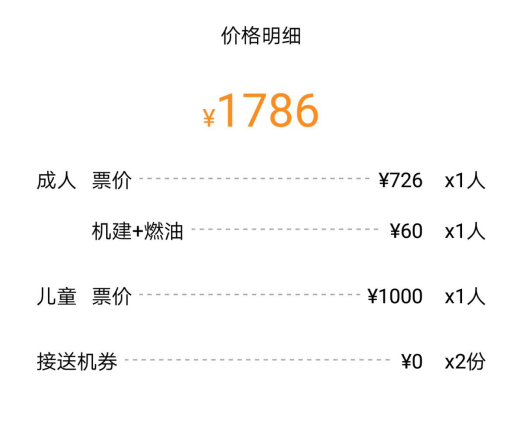 价格明细
¥1786
成人 票价 ¥726 x1人
机建+燃油 ¥60 x1人
儿童 票价 ¥1000 x1人
接送机券 ¥0 x2份